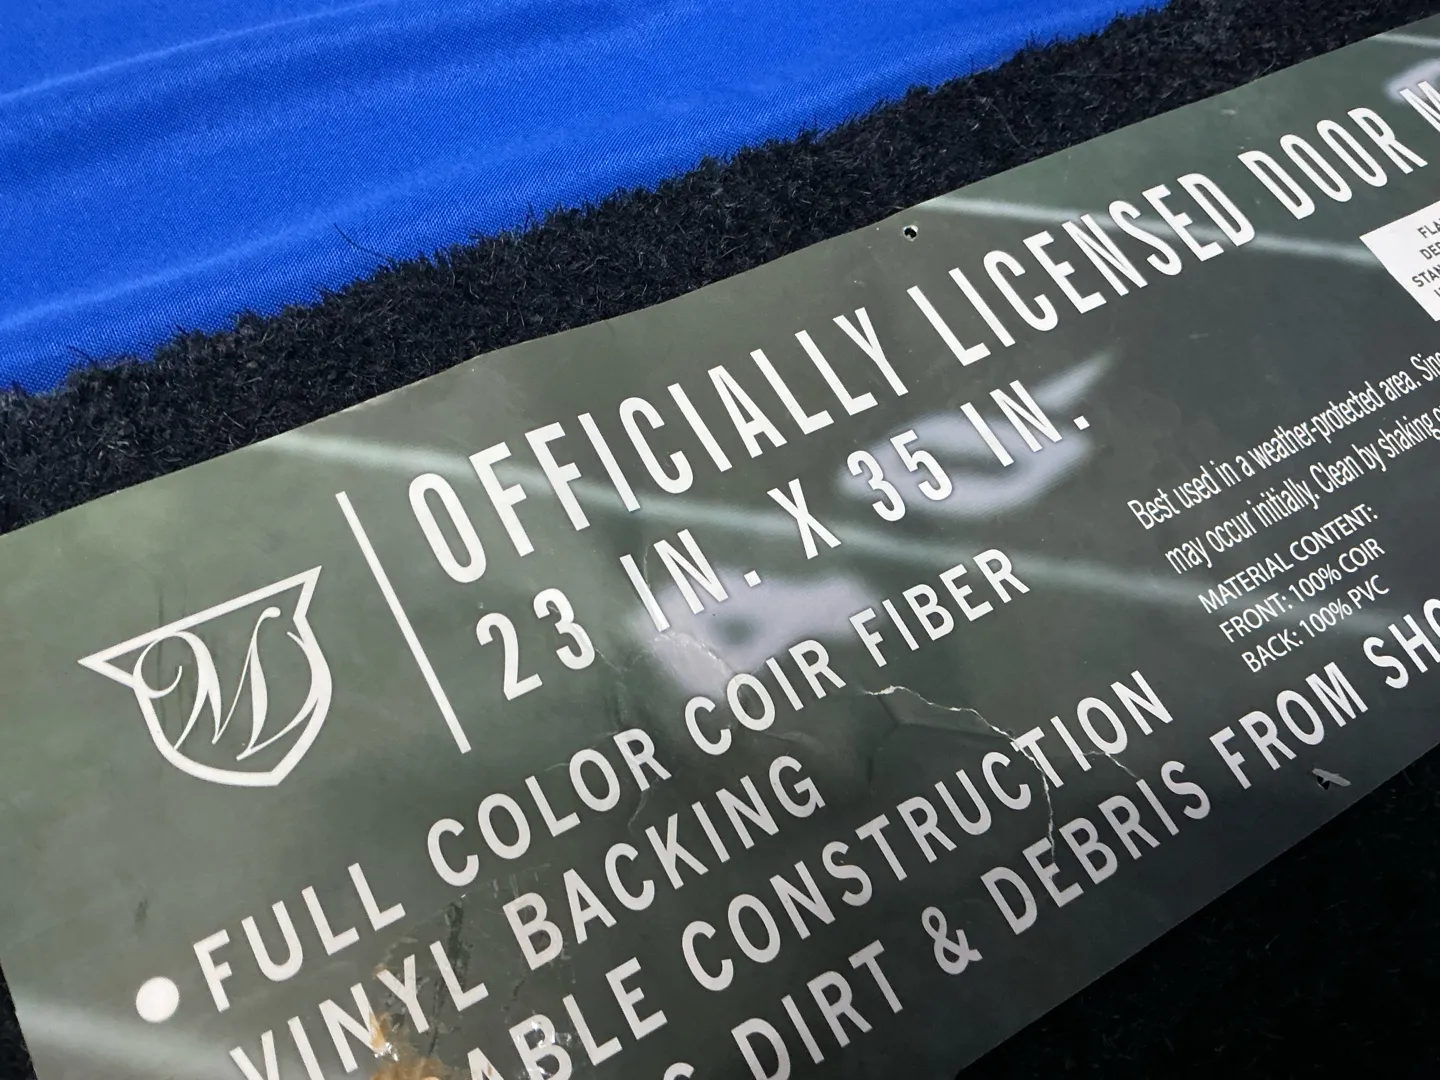 OFFICIALLY LICENSED DOOR
23 IN. X 35 IN.
M
FULL COLOR COIR FIBER
VINYL BACKING
CONSTRUCTION
DIRT & DEBRIS FROM
Best used in a weather-protected area.
may occur initially. Clean by shaking
MATERIAL CONTENT:
FRONT: 100% COIR
BACK: 100% PVC